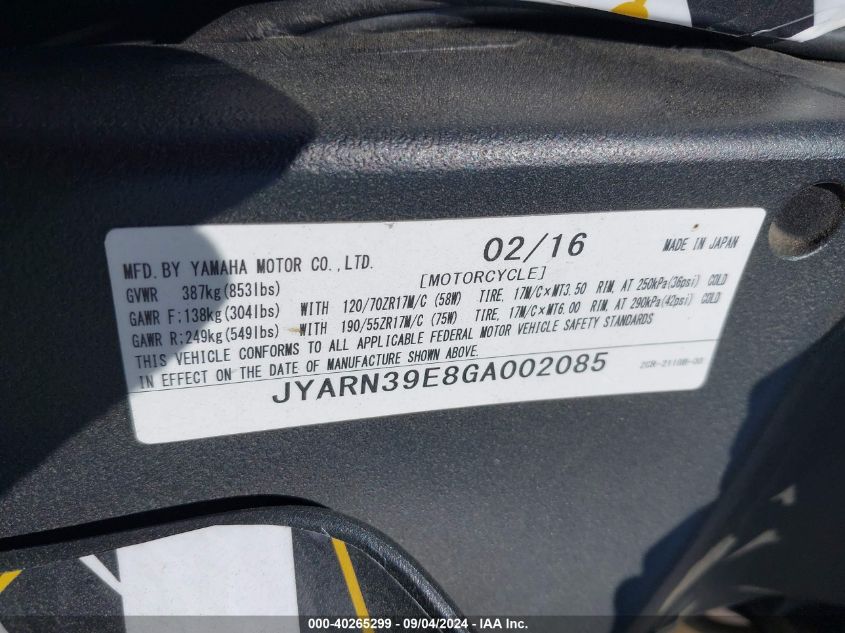 02/16 MADE IN JAPAN
MFD. BY YAMAHA MOTOR CO., LTD. [MOTORCYCLE]
GVWR 387kg(853lbs)
GAWR F: 138kg(304lbs) WITH 120/70ZR17M/C (58W) TIRE, 17M/C×MT3.50 RIM, AT 250kPa(36psi) COLD
GAWR R: 249kg(549lbs) WITH 190/55ZR17M/C (75W) TIRE, 17M/C×MT6.00 RIM, AT 290kPa(42psi) COLD
THIS VEHICLE CONFORMS TO ALL APPLICABLE FEDERAL MOTOR VEHICLE SAFETY STANDARDS
IN EFFECT ON THE DATE OF MANUFACTURE SHOWN ABOVE.
JYARN39E8GA002085
000-40265299 - 09/04/2024 - IAA Inc.